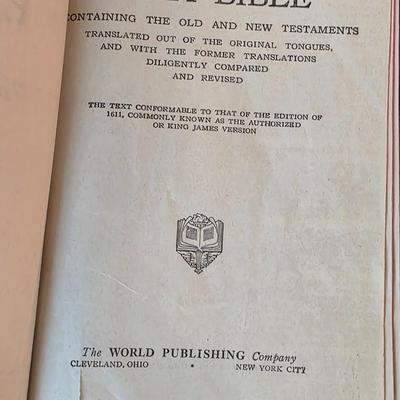 BIBLE
CONTAINING THE OLD AND NEW TESTAMENTS
TRANSLATED OUT OF THE ORIGINAL TONGUES,
AND WITH THE FORMER TRANSLATIONS
DILIGENTLY COMPARED
AND REVISED
THE TEXT CONFORMABLE TO THAT OF THE EDITION OF
1611, COMMONLY KNOWN AS THE AUTHORIZED
OR KING JAMES VERSION
The WORLD PUBLISHING Company
CLEVELAND, OHIO • NEW YORK CITY